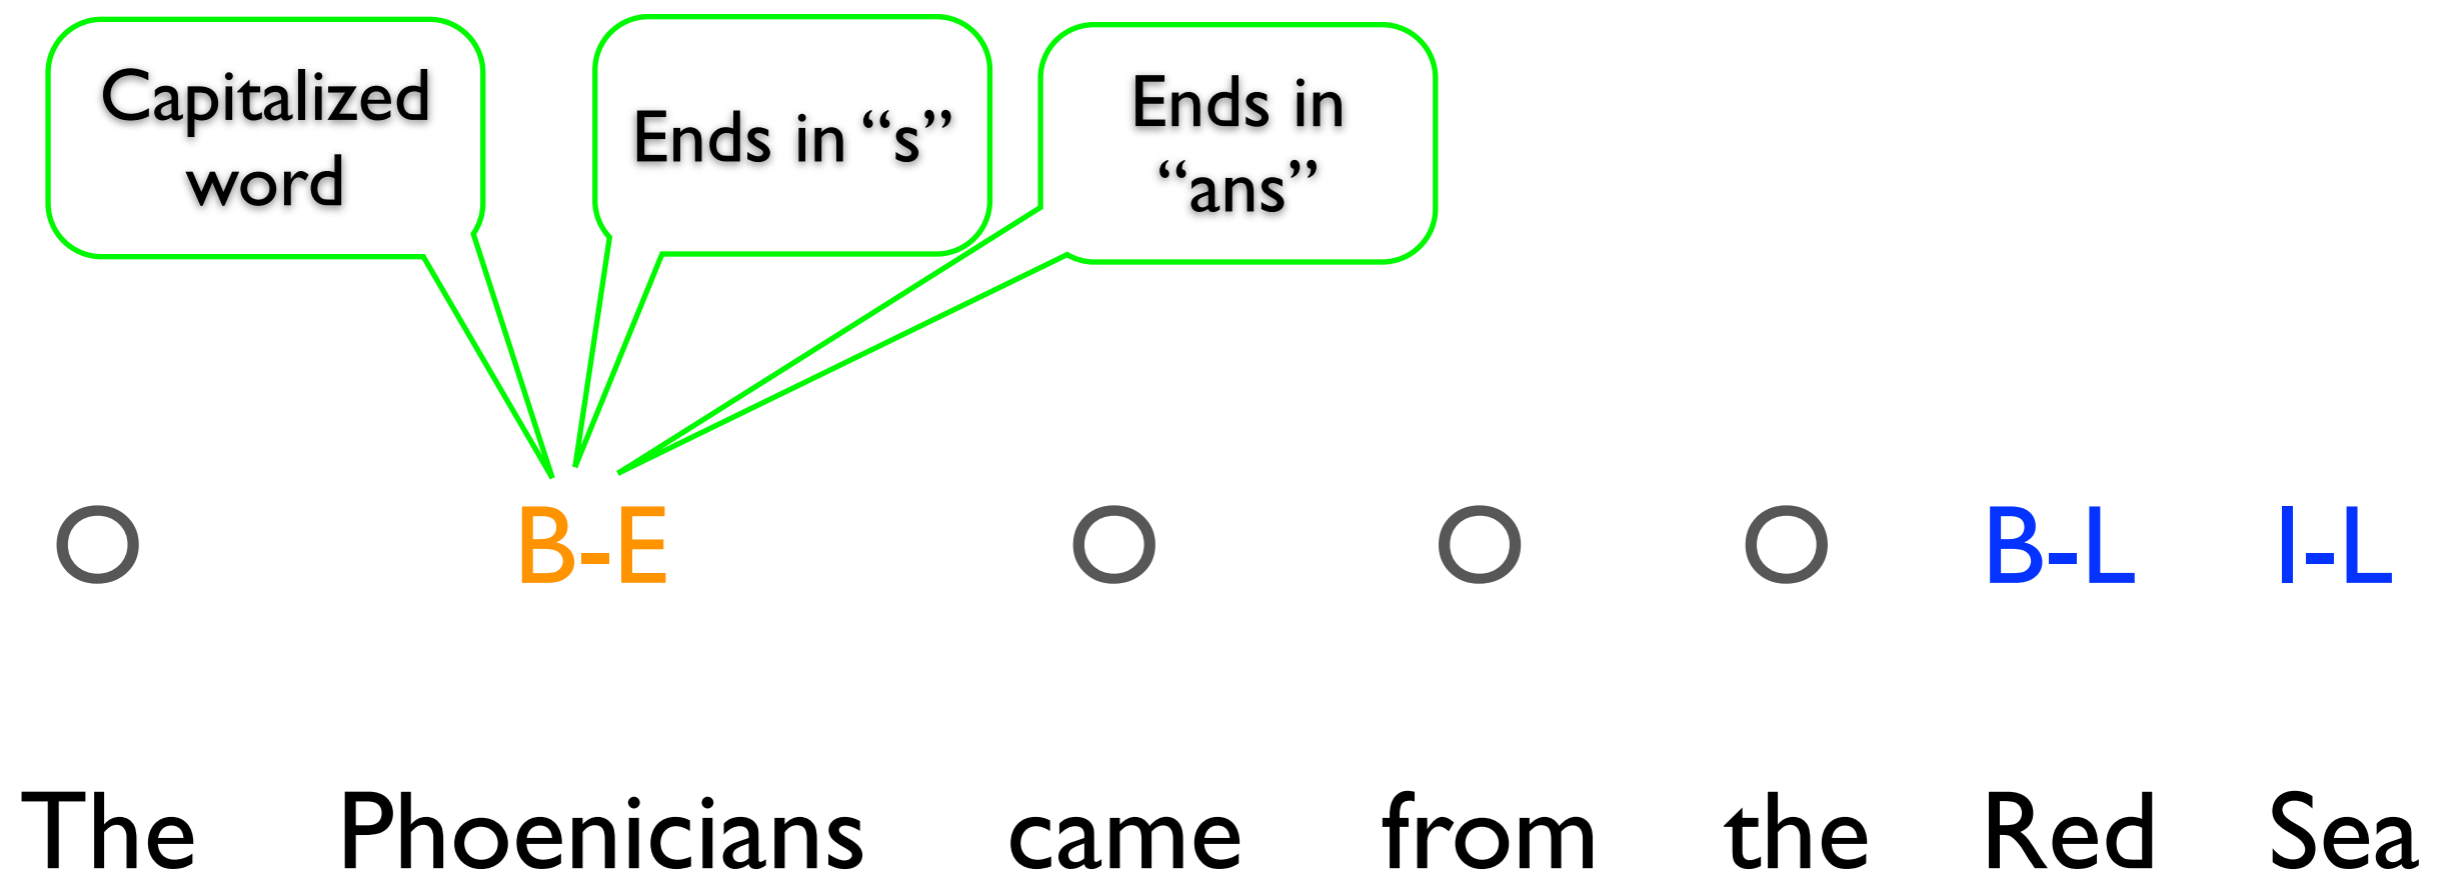 Capitalized
word
Ends in “s”
Ends in
“ans”
O B-E O O O B-L I-L
The Phoenicians came from the Red Sea